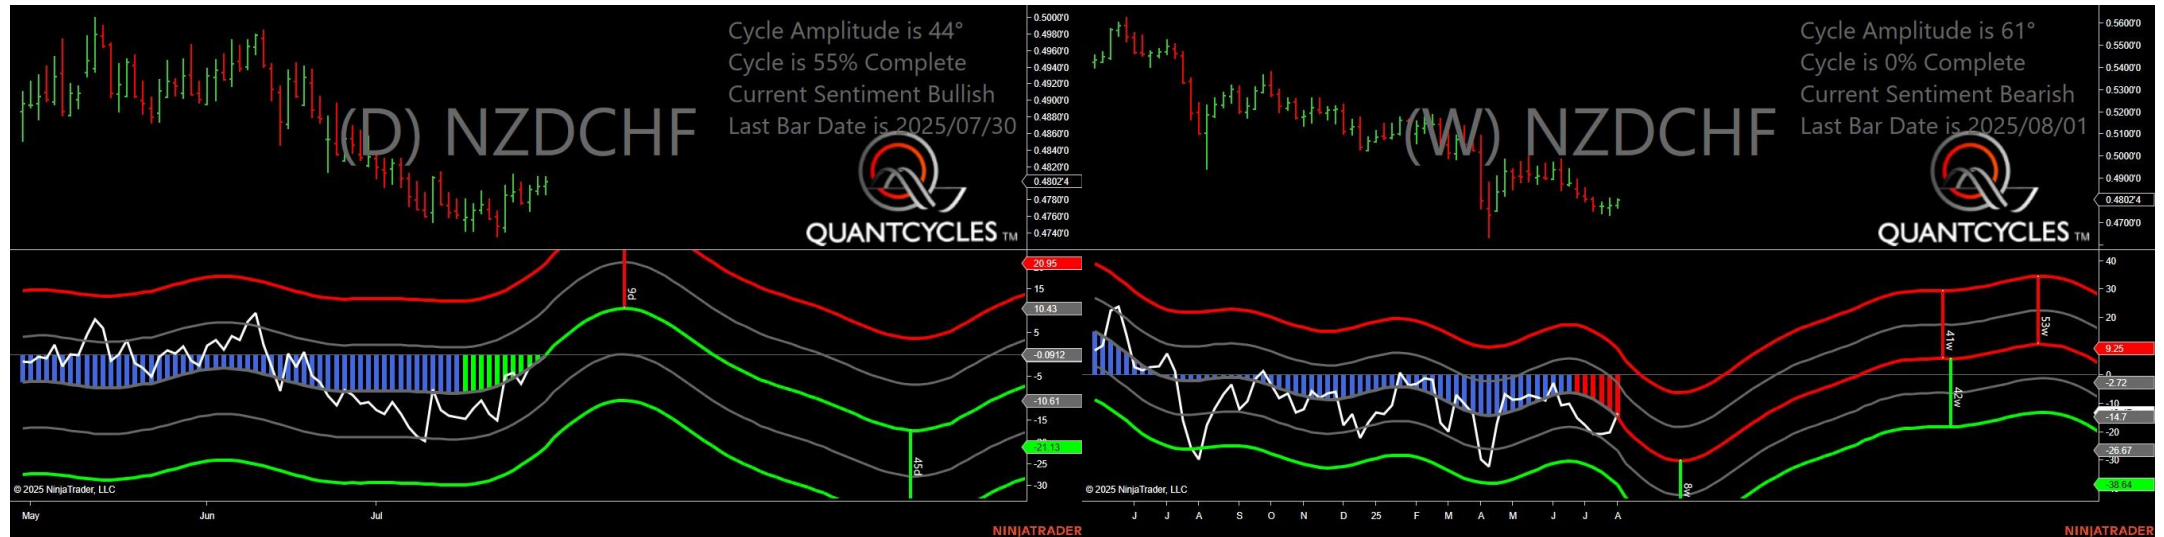 Cycle Amplitude is 44°
Cycle is 55% Complete
Current Sentiment Bullish
Last Bar Date is 2025/07/30
(D) NZDCHF
QUANTCYCLES TM
0.5000'0
0.4980'0
0.4960'0
0.4940'0
0.4920'0
0.4900'0
0.4880'0
0.4860'0
0.4840'0
0.4820'0
0.4802'4
0.4780'0
0.4760'0
0.4740'0
20.95
15
10.43
5
-0.0912
-5
-10.61
-15
-21.13
-25
-30
9d
45d
© 2025 NinjaTrader, LLC
May Jun Jul
NINJATRADER
Cycle Amplitude is 61°
Cycle is 0% Complete
Current Sentiment Bearish
Last Bar Date is 2025/08/01
(W) NZDCHF
QUANTCYCLES TM
0.5600'0
0.5500'0
0.5400'0
0.5300'0
0.5200'0
0.5100'0
0.5000'0
0.4900'0
0.4802'4
0.4700'0
40
30
20
9.25
0
-2.72
-10
-14.7
-20
-26.67
-30
-38.64
41w
53w
42w
8w
© 2025 NinjaTrader, LLC
J J A S O N D 25 F M A M J J A
NINJATRADER